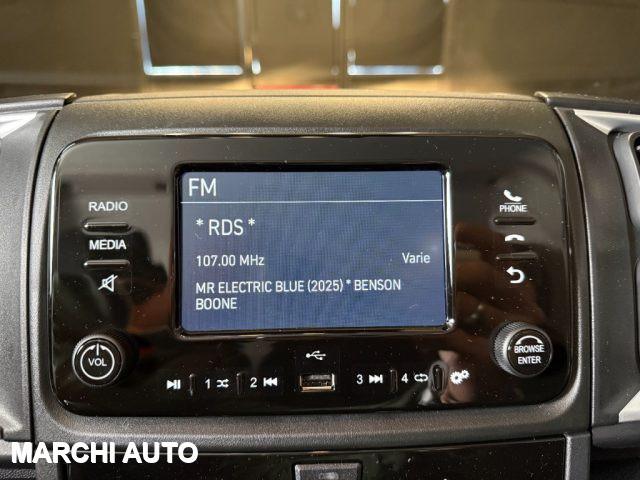 FM
* RDS *
107.00 MHz Varie
MR ELECTRIC BLUE (2025) * BENSON
BOONE
RADIO
MEDIA
PHONE
VOL
1
2
3
4
BROWSE
ENTER
MARCHI AUTO